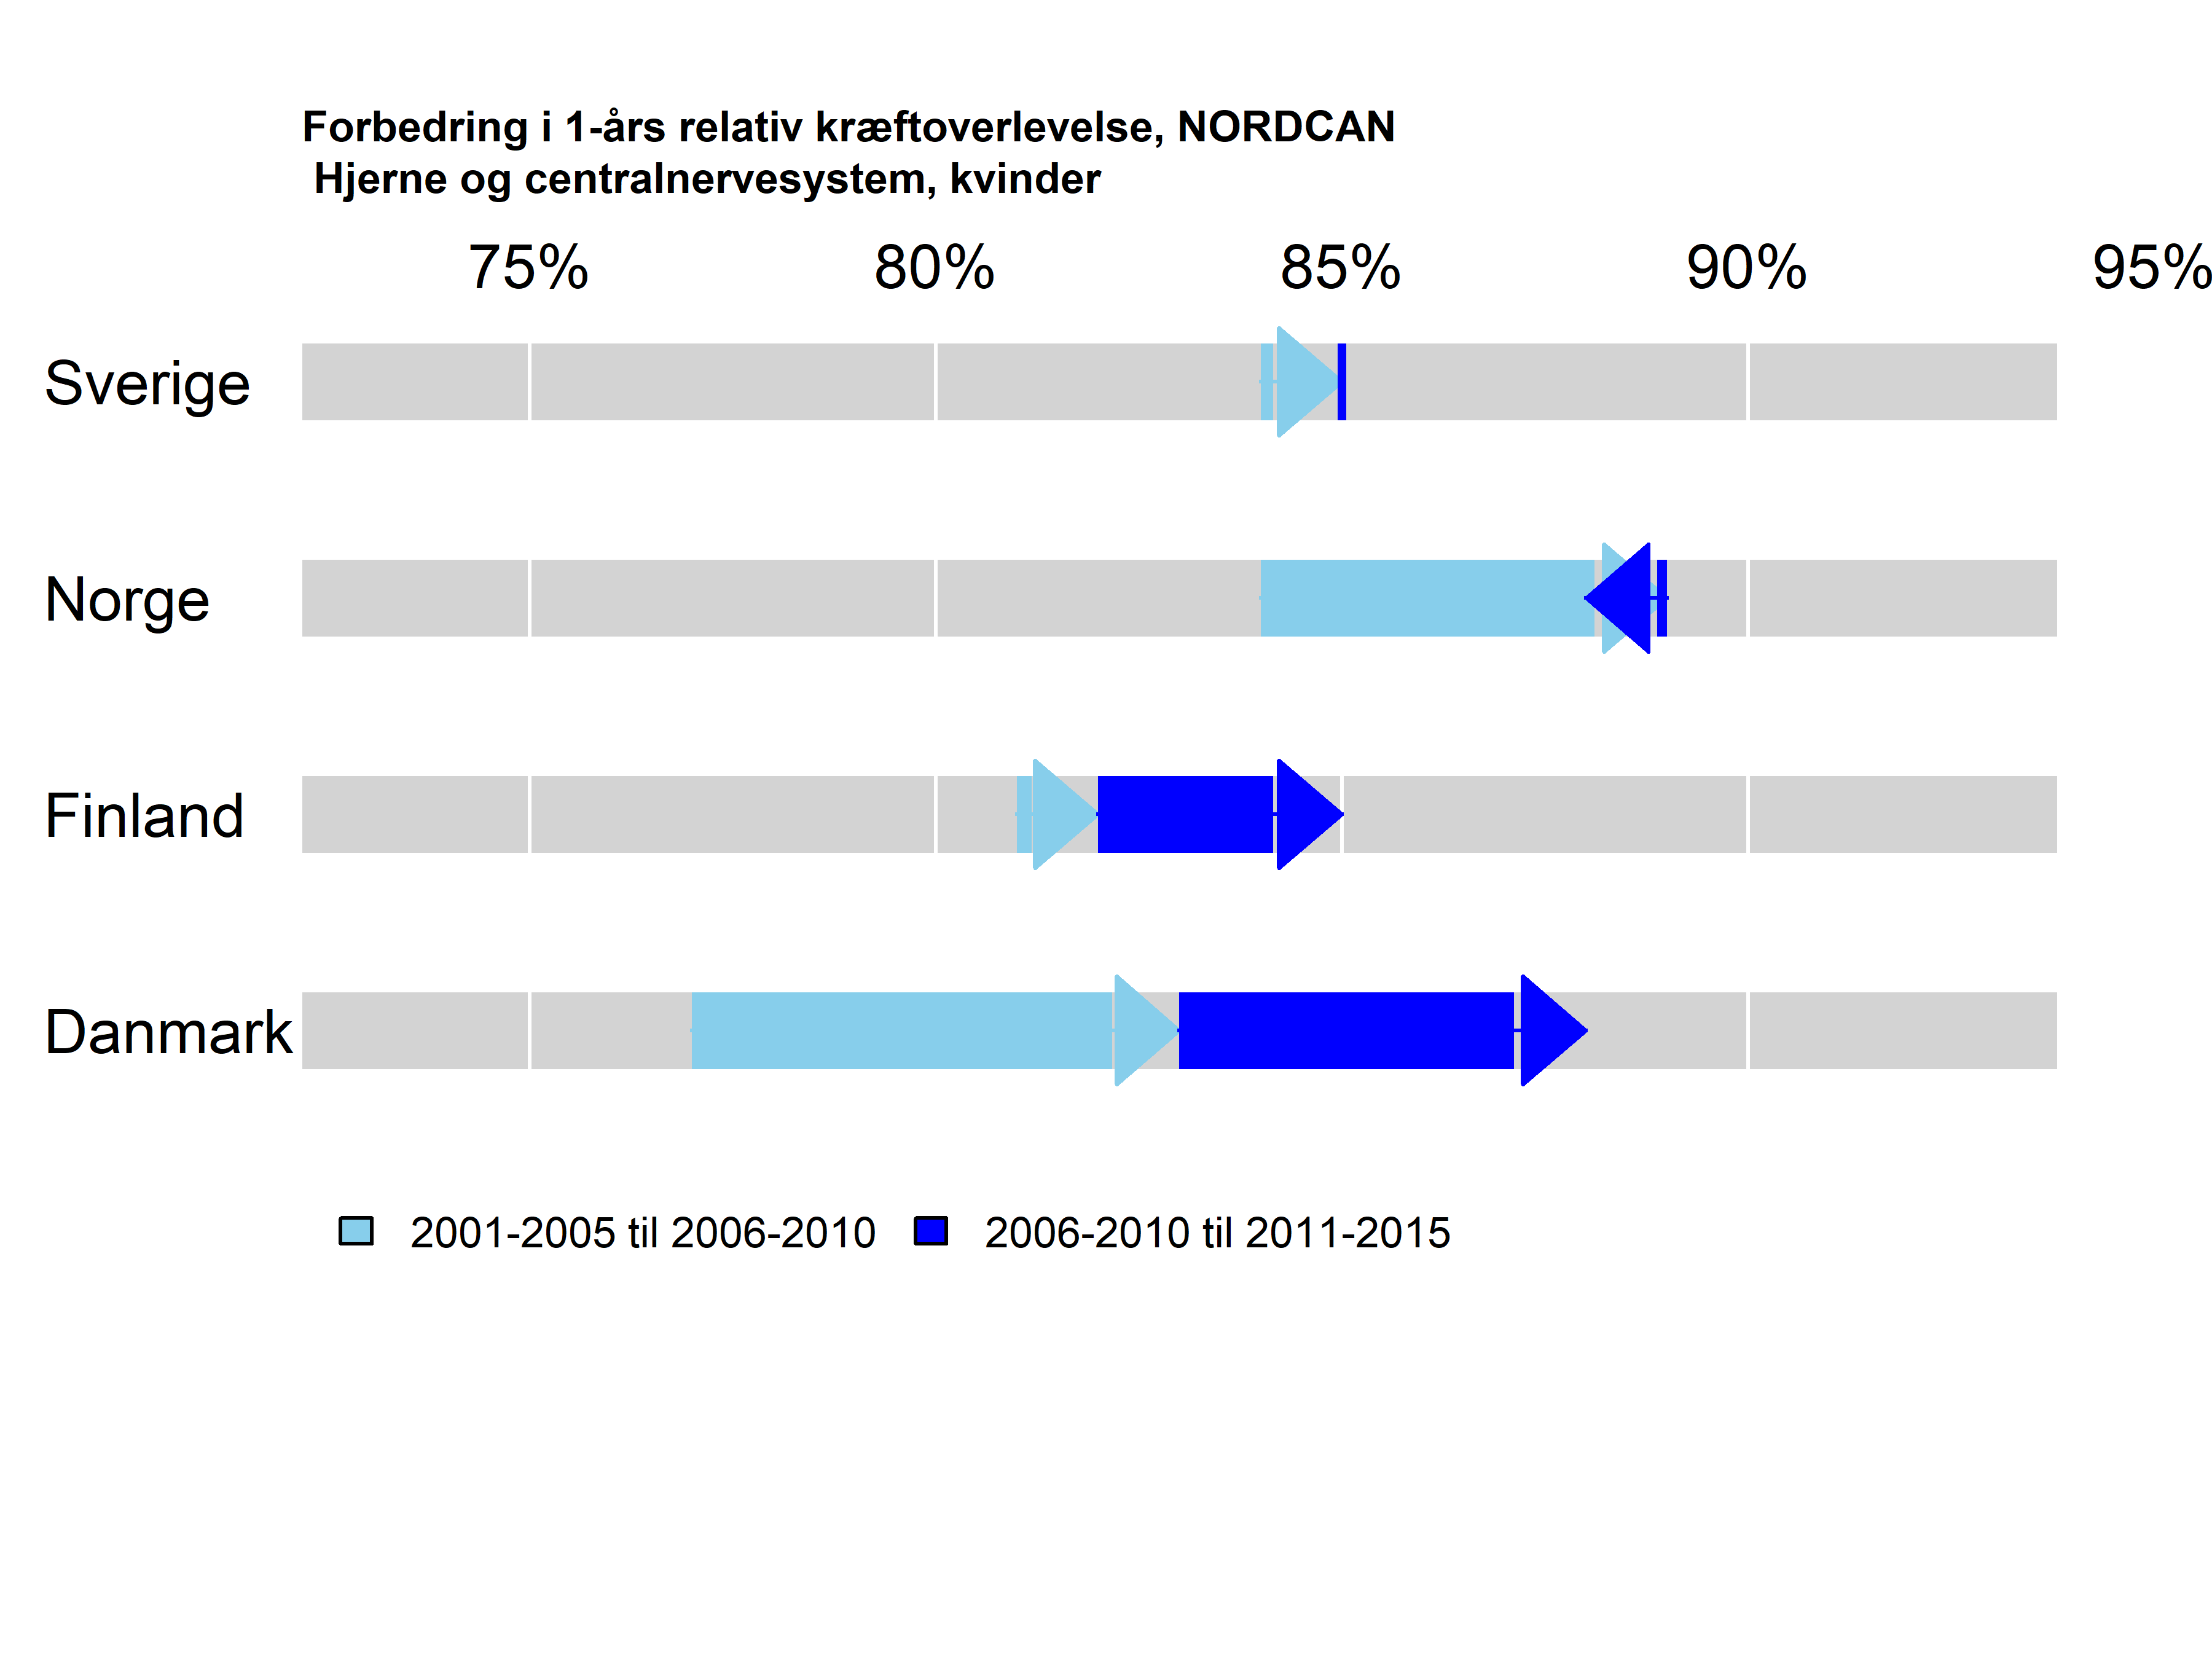 Forbedring i 1-års relativ kræftoverlevelse, NORDCAN
Hjerne og centralnervesystem, kvinder
75% 80% 85% 90% 95%
Sverige
Norge
Finland
Danmark
2001-2005 til 2006-2010 2006-2010 til 2011-2015